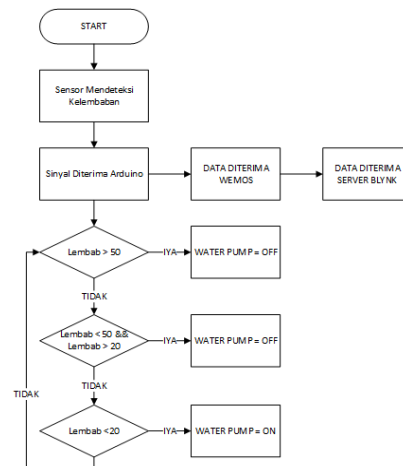 START
Sensor Mendeteksi
Kelembaban
Sinyal Diterima Arduino
DATA DITERIMA
WEMOS
DATA DITERIMA
SERVER BLYNK
Lembab > 50
IYA
WATER PUMP = OFF
TIDAK
Lembab < 50 &&
Lembab > 20
IYA
WATER PUMP = OFF
TIDAK
TIDAK
Lembab <20
IYA
WATER PUMP = ON